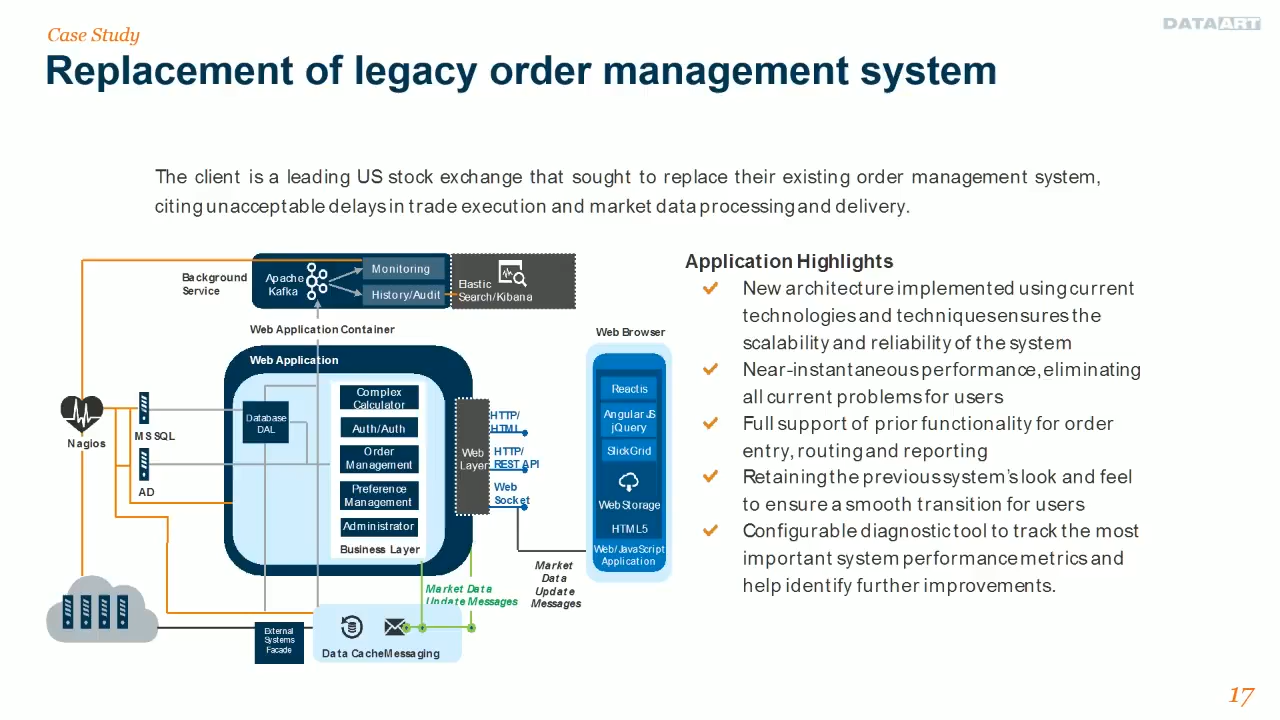 Case Study
DATAART
Replacement of legacy order management system
The client is a leading US stock exchange that sought to replace their existing order management system,
citing unacceptable delays in trade execution and market data processing and delivery.
Background
Service
Apache
Kafka
Monitoring
History/Audit
Elastic
Search/Kibana
Web Application Container
Web Application
Database
DAL
Complex
Calculator
Auth/Auth
Order
Management
Preference
Management
Administrator
Business Layer
Web
Layer
HTTP/
HTML
HTTP/
REST API
Web
Socket
Web Browser
Reactis
AngularJS
jQuery
SlickGrid
WebStorage
HTML5
Web/JavaScript
Application
Nagios
MS SQL
AD
Market Data
Update Messages
Market
Data
Update
Messages
External
Systems
Facade
Data Cache
Messaging
Application Highlights
New architecture implemented using current
technologies and techniques ensures the
scalability and reliability of the system
Near-instantaneous performance, eliminating
all current problems for users
Full support of prior functionality for order
entry, routing and reporting
Retaining the previous system's look and feel
to ensure a smooth transition for users
Configurable diagnostic tool to track the most
important system performance metrics and
help identify further improvements.
17